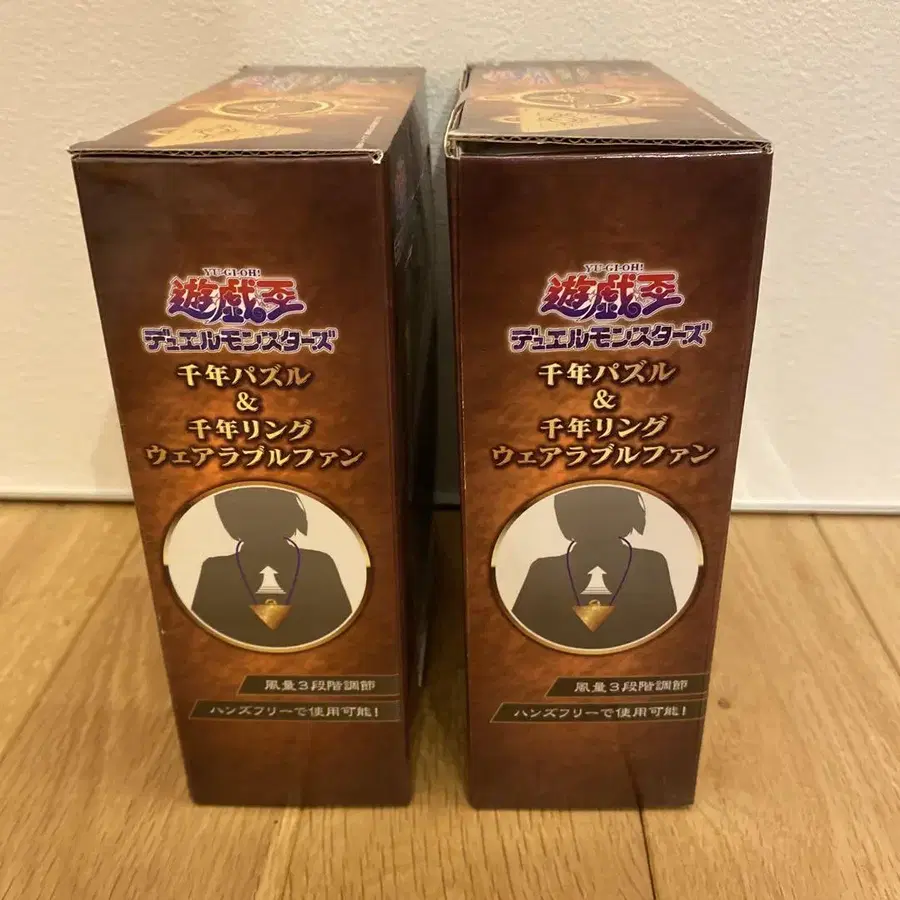 YU-GI-OH!
遊戯王
デュエルモンスターズ
千年パズル
&
千年リング
ウェアラブルファン
風量3段階調節
ハンズフリーで使用可能!
YU-GI-OH!
遊戯王
デュエルモンスターズ
千年パズル
&
千年リング
ウェアラブルファン
風量3段階調節
ハンズフリーで使用可能!